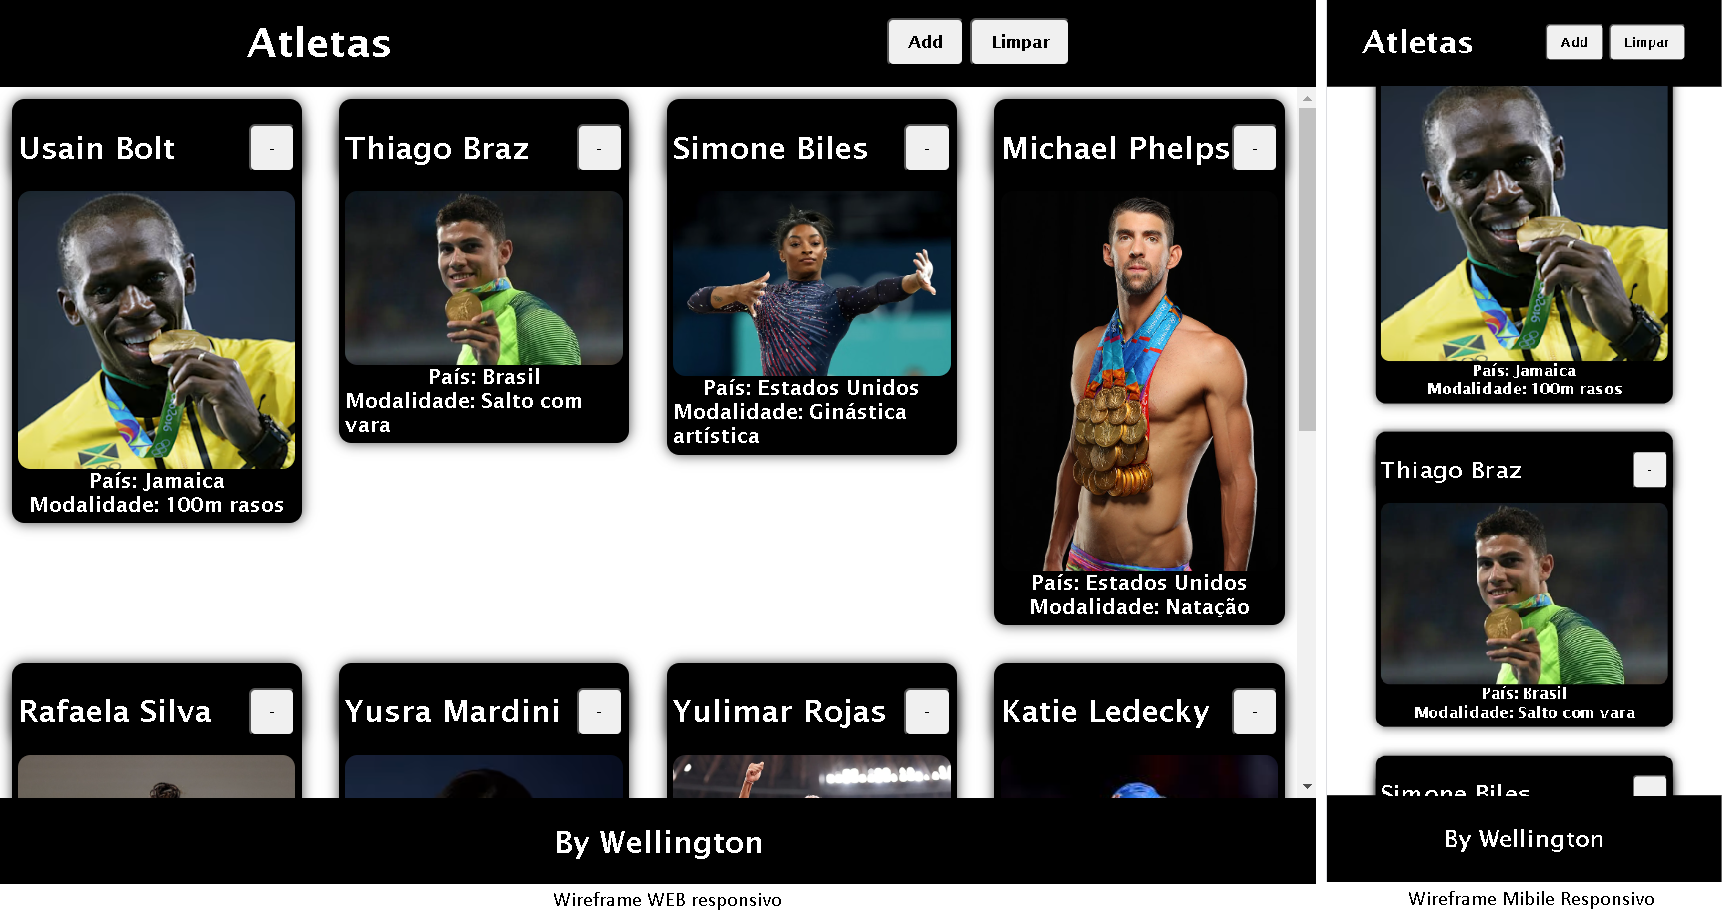 Atletas
Add
Limpar
Usain Bolt
-
Thiago Braz
-
Simone Biles
-
Michael Phelps
-
País: Jamaica
Modalidade: 100m rasos
País: Brasil
Modalidade: Salto com
vara
País: Estados Unidos
Modalidade: Ginástica
artística
País: Estados Unidos
Modalidade: Natação
Rafaela Silva
-
Yusra Mardini
-
Yulimar Rojas
-
Katie Ledecky
-
By Wellington
Wireframe WEB responsivo
Atletas
Add
Limpar
País: Jamaica
Modalidade: 100m rasos
Thiago Braz
-
País: Brasil
Modalidade: Salto com vara
Simone Biles
By Wellington
Wireframe Mibile Responsivo